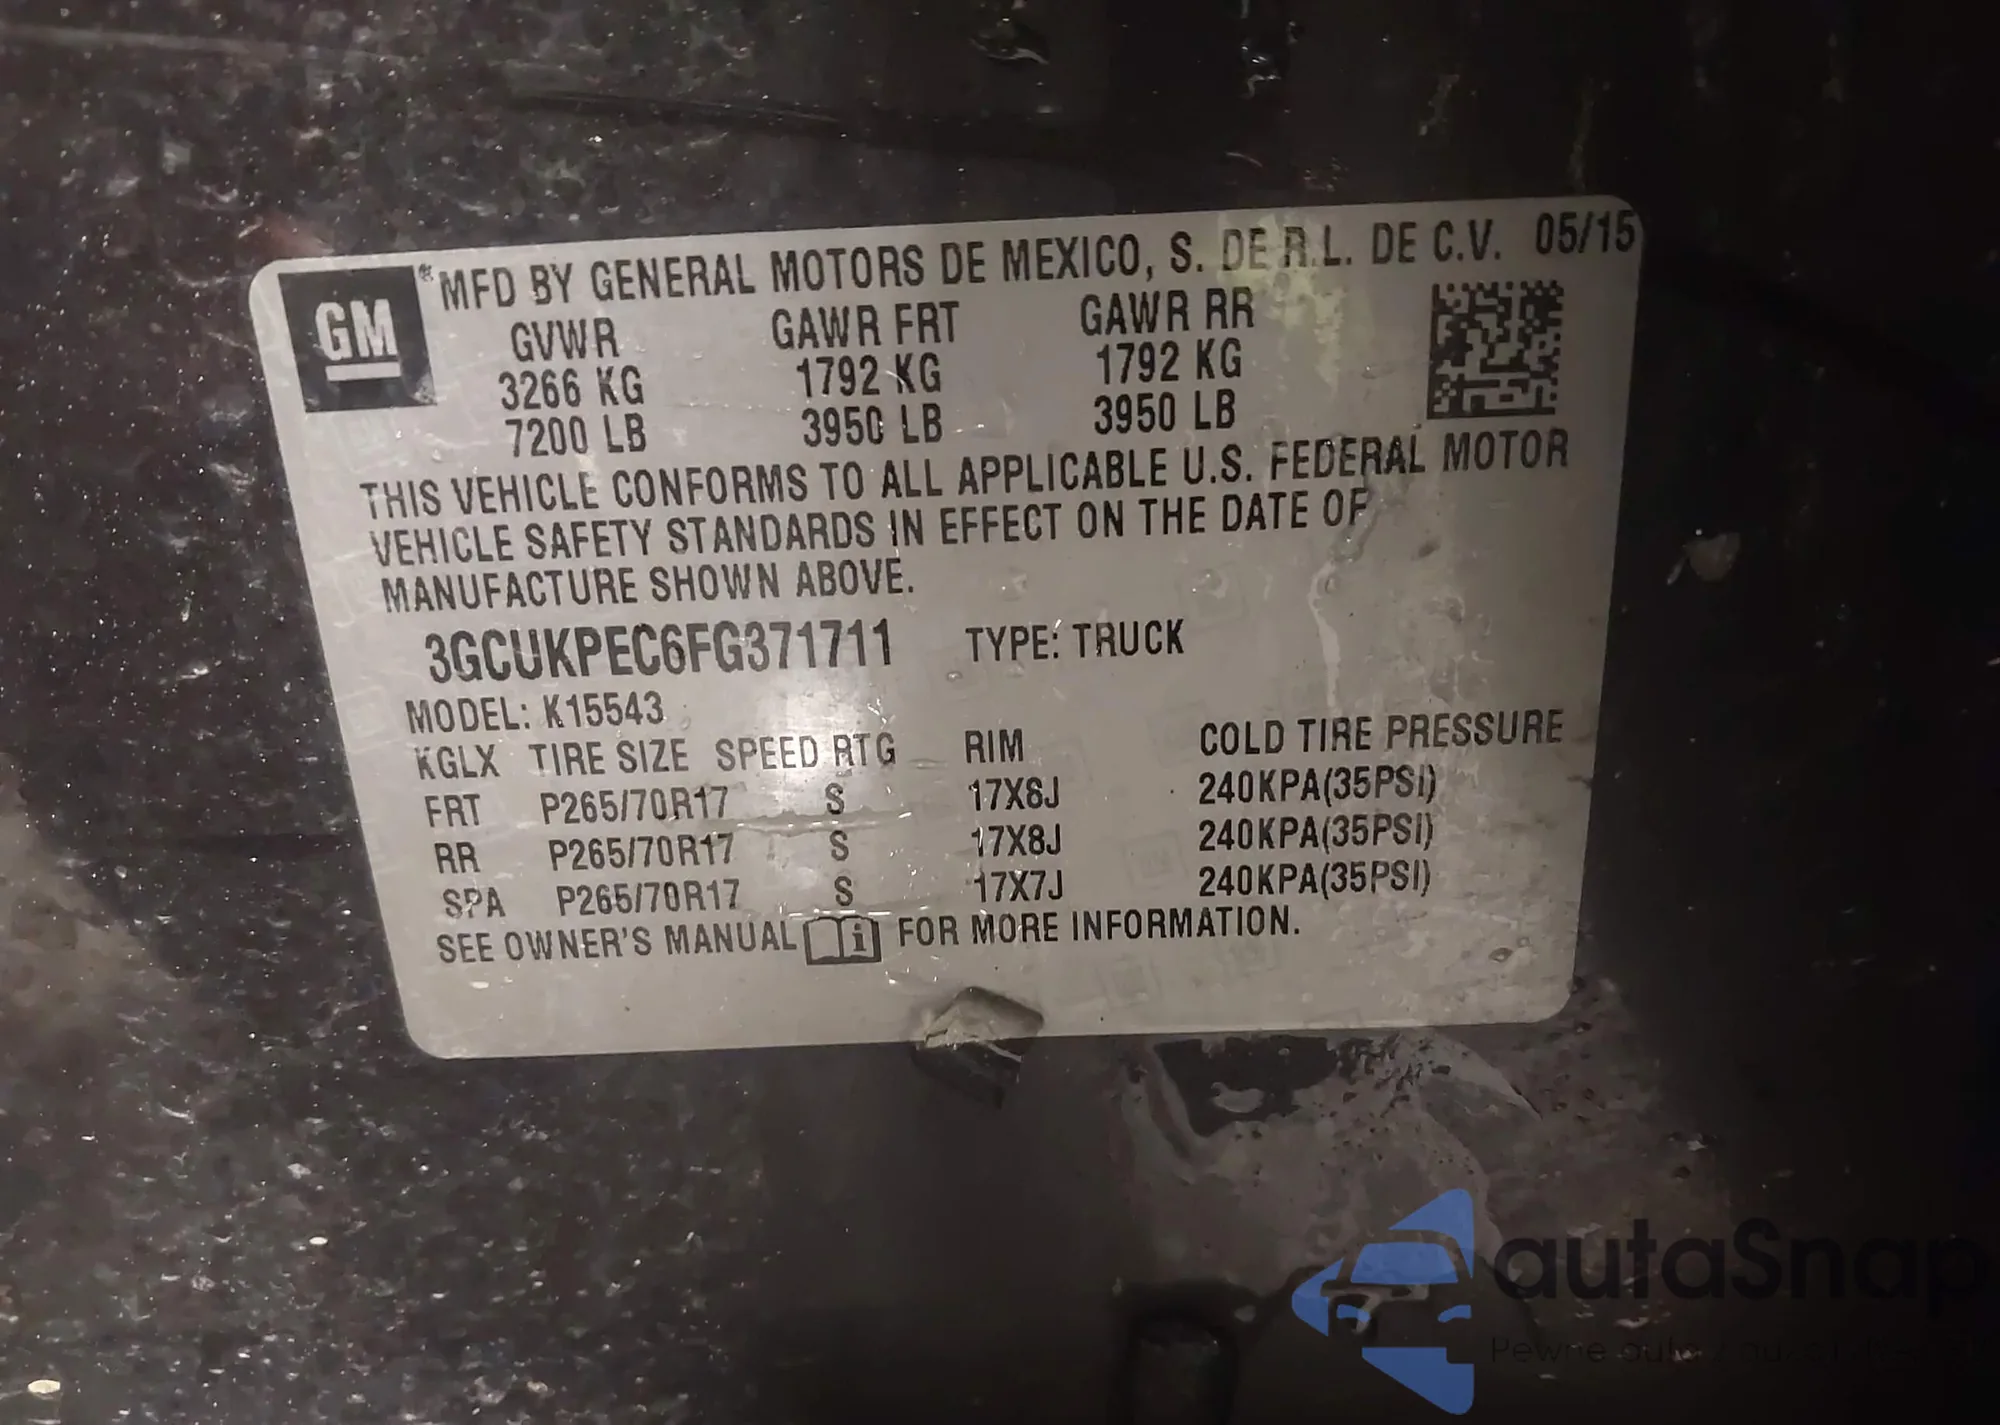 GM
® MFD BY GENERAL MOTORS DE MEXICO, S. DE R.L. DE C.V. 05/15
GVWR GAWR FRT GAWR RR
3266 KG 1792 KG 1792 KG
7200 LB 3950 LB 3950 LB
THIS VEHICLE CONFORMS TO ALL APPLICABLE U.S. FEDERAL MOTOR
VEHICLE SAFETY STANDARDS IN EFFECT ON THE DATE OF
MANUFACTURE SHOWN ABOVE.
3GCUKPEC6FG371711 TYPE: TRUCK
MODEL: K15543
KGLX TIRE SIZE SPEED RTG RIM COLD TIRE PRESSURE
FRT P265/70R17 S 17X8J 240KPA(35PSI)
RR P265/70R17 S 17X8J 240KPA(35PSI)
SPA P265/70R17 S 17X7J 240KPA(35PSI)
SEE OWNER'S MANUAL FOR MORE INFORMATION.
autaSnap
Pewne auto